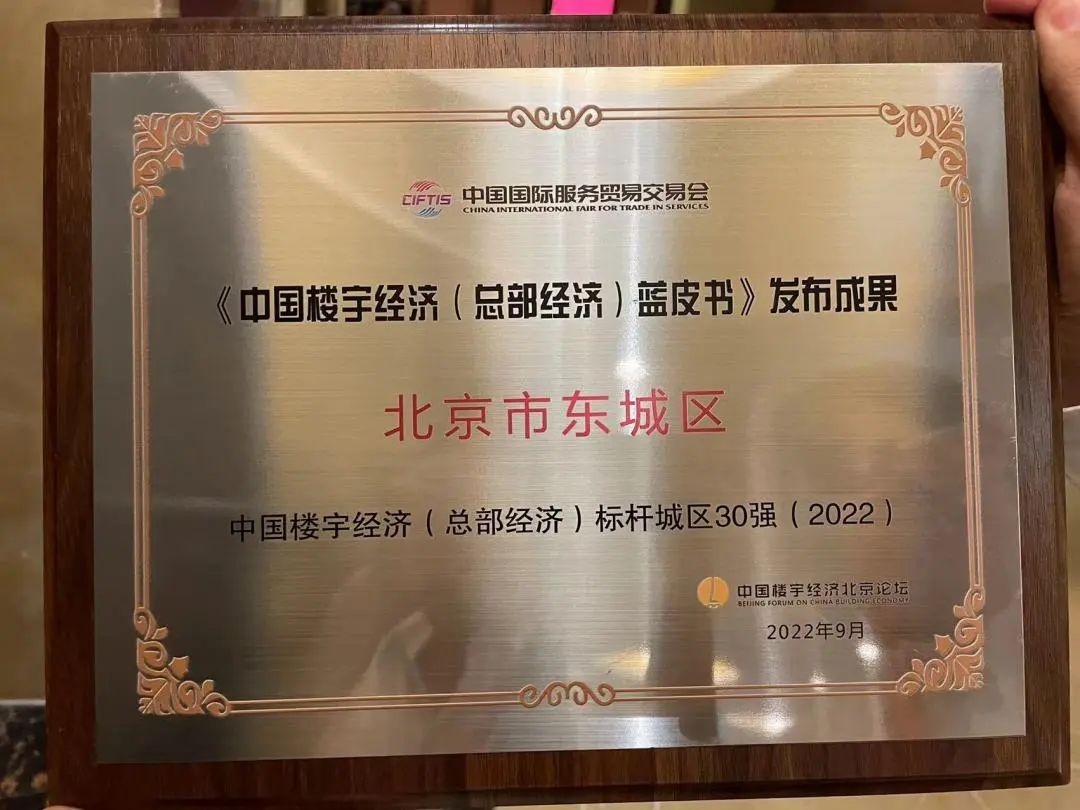 CIFTIS 中国国际服务贸易交易会
CHINA INTERNATIONAL FAIR FOR TRADE IN SERVICES
《中国楼宇经济（总部经济）蓝皮书》发布成果
北京市东城区
中国楼宇经济（总部经济）标杆城区30强（2022）
中国楼宇经济北京论坛
BEIJING FORUM ON CHINA BUILDING ECONOMY
2022年9月